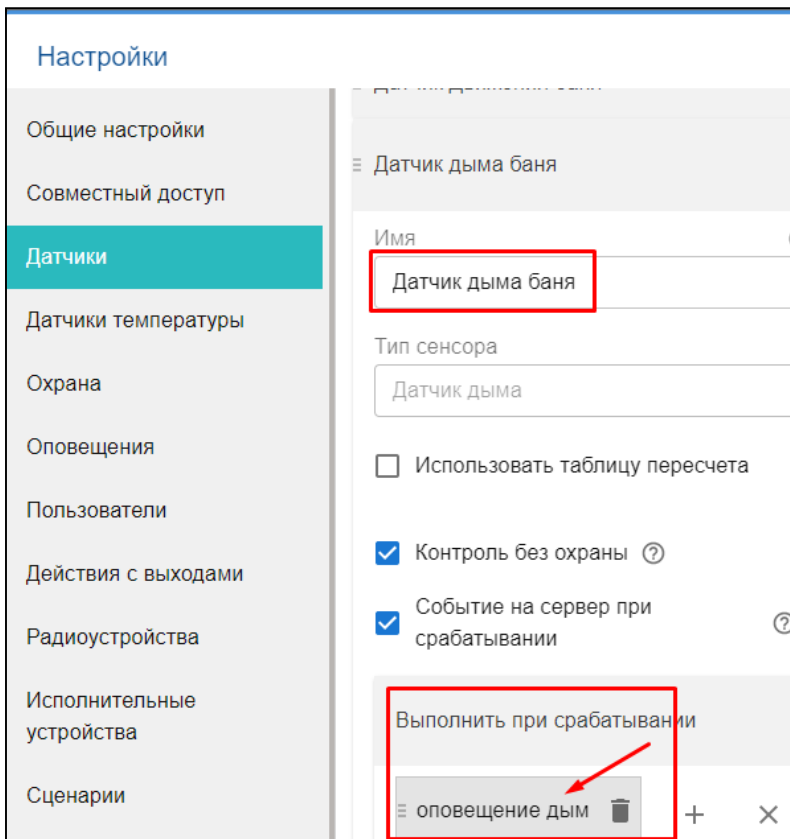 Настройки
Общие настройки
Совместный доступ
Датчики
Датчики температуры
Охрана
Оповещения
Пользователи
Действия с выходами
Радиоустройства
Исполнительные
устройства
Сценарии
Датчик дыма баня
Имя
Датчик дыма баня
Тип сенсора
Датчик дыма
Использовать таблицу пересчета
Контроль без охраны
Событие на сервер при
срабатывании
Выполнить при срабатывании
оповещение дым